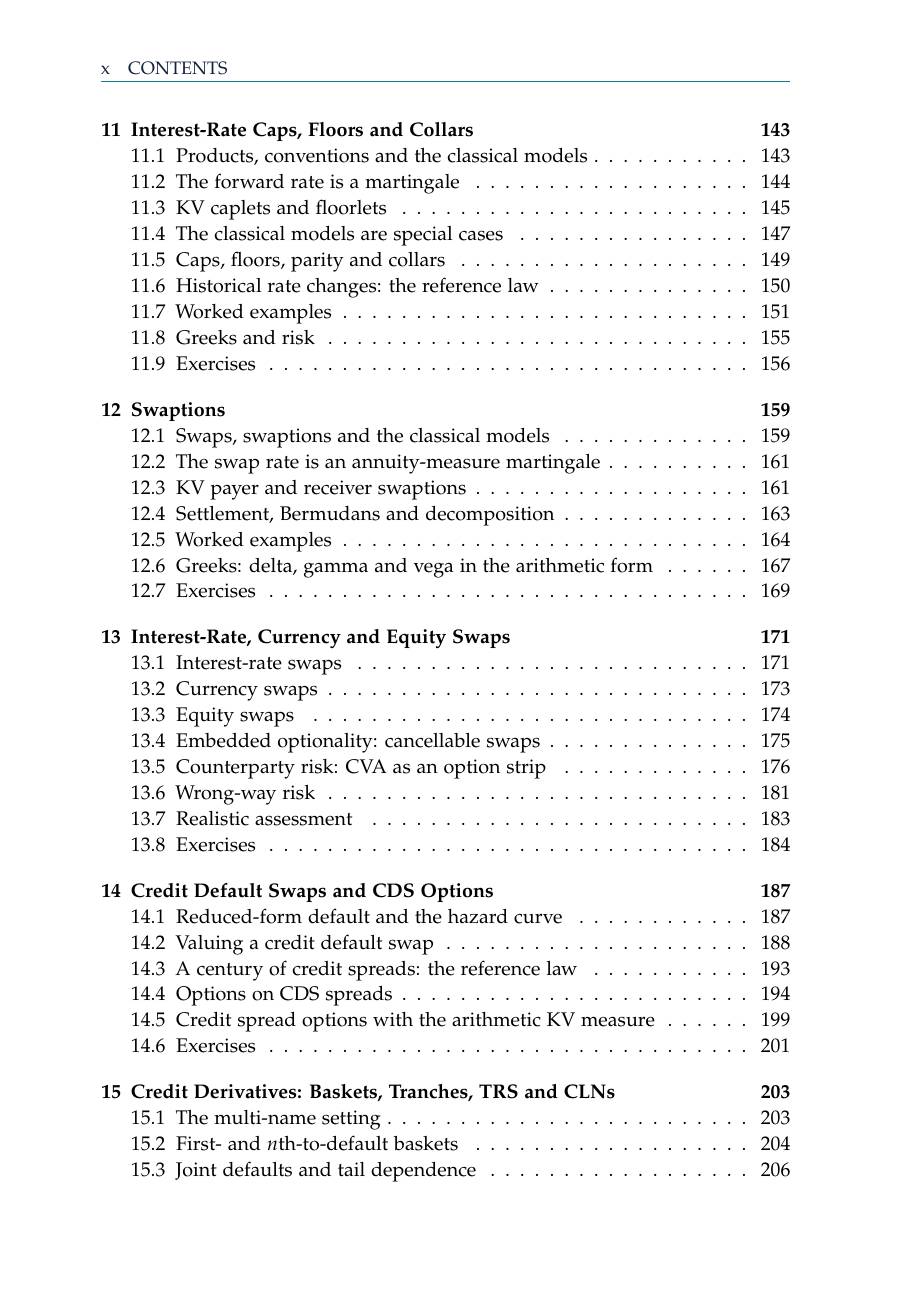 x CONTENTS
11 Interest-Rate Caps, Floors and Collars 143
11.1 Products, conventions and the classical models . . . . . . . . . . . 143
11.2 The forward rate is a martingale . . . . . . . . . . . . . . . . . . . 144
11.3 KV caplets and floorlets . . . . . . . . . . . . . . . . . . . . . . . . 145
11.4 The classical models are special cases . . . . . . . . . . . . . . . . 147
11.5 Caps, floors, parity and collars . . . . . . . . . . . . . . . . . . . . 149
11.6 Historical rate changes: the reference law . . . . . . . . . . . . . . 150
11.7 Worked examples . . . . . . . . . . . . . . . . . . . . . . . . . . . . 151
11.8 Greeks and risk . . . . . . . . . . . . . . . . . . . . . . . . . . . . . 155
11.9 Exercises . . . . . . . . . . . . . . . . . . . . . . . . . . . . . . . . . 156
12 Swaptions 159
12.1 Swaps, swaptions and the classical models . . . . . . . . . . . . . 159
12.2 The swap rate is an annuity-measure martingale . . . . . . . . . . 161
12.3 KV payer and receiver swaptions . . . . . . . . . . . . . . . . . . . 161
12.4 Settlement, Bermudans and decomposition . . . . . . . . . . . . . 163
12.5 Worked examples . . . . . . . . . . . . . . . . . . . . . . . . . . . . 164
12.6 Greeks: delta, gamma and vega in the arithmetic form . . . . . . 167
12.7 Exercises . . . . . . . . . . . . . . . . . . . . . . . . . . . . . . . . . 169
13 Interest-Rate, Currency and Equity Swaps 171
13.1 Interest-rate swaps . . . . . . . . . . . . . . . . . . . . . . . . . . . 171
13.2 Currency swaps . . . . . . . . . . . . . . . . . . . . . . . . . . . . . 173
13.3 Equity swaps . . . . . . . . . . . . . . . . . . . . . . . . . . . . . . 174
13.4 Embedded optionality: cancellable swaps . . . . . . . . . . . . . . 175
13.5 Counterparty risk: CVA as an option strip . . . . . . . . . . . . . 176
13.6 Wrong-way risk . . . . . . . . . . . . . . . . . . . . . . . . . . . . . 181
13.7 Realistic assessment . . . . . . . . . . . . . . . . . . . . . . . . . . 183
13.8 Exercises . . . . . . . . . . . . . . . . . . . . . . . . . . . . . . . . . 184
14 Credit Default Swaps and CDS Options 187
14.1 Reduced-form default and the hazard curve . . . . . . . . . . . . 187
14.2 Valuing a credit default swap . . . . . . . . . . . . . . . . . . . . . 188
14.3 A century of credit spreads: the reference law . . . . . . . . . . . 193
14.4 Options on CDS spreads . . . . . . . . . . . . . . . . . . . . . . . . 194
14.5 Credit spread options with the arithmetic KV measure . . . . . . 199
14.6 Exercises . . . . . . . . . . . . . . . . . . . . . . . . . . . . . . . . . 201
15 Credit Derivatives: Baskets, Tranches, TRS and CLNs 203
15.1 The multi-name setting . . . . . . . . . . . . . . . . . . . . . . . . . 203
15.2 First- and nth-to-default baskets . . . . . . . . . . . . . . . . . . . 204
15.3 Joint defaults and tail dependence . . . . . . . . . . . . . . . . . . 206